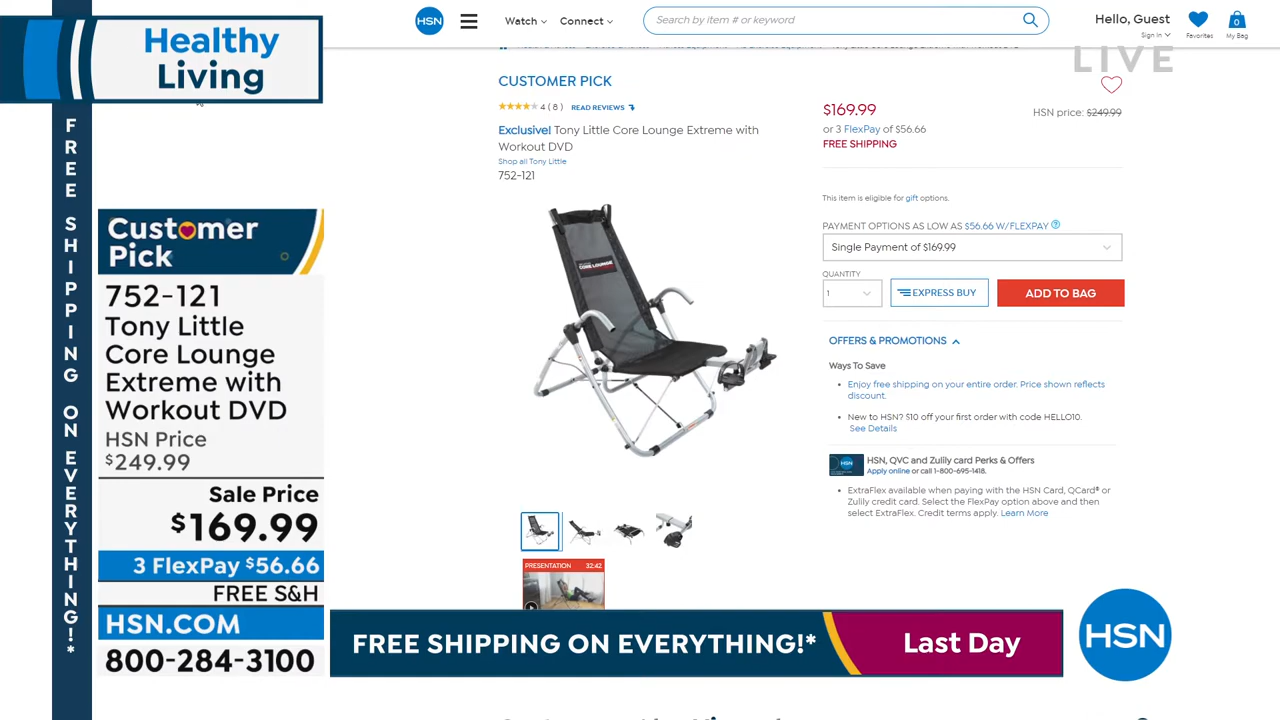 Healthy
Living
FREE SHIPPING ON EVERYTHING!*
Customer
Pick
752-121
Tony Little
Core Lounge
Extreme with
Workout DVD
HSN Price
$249.99
Sale Price
$169.99
3 FlexPay $56.66
FREE S&H
HSN.COM
800-284-3100
HSN
Watch
Connect
Search by item # or keyword
Hello, Guest
Sign in
Favorites
0
My Bag
LIVE
CUSTOMER PICK
4 ( 8 ) READ REVIEWS
Exclusive! Tony Little Core Lounge Extreme with
Workout DVD
Shop all Tony Little
752-121
CORE LOUNGE
PRESENTATION 32:42
$169.99
HSN price: $249.99
or 3 FlexPay of $56.66
FREE SHIPPING
This item is eligible for gift options.
PAYMENT OPTIONS AS LOW AS $56.66 W/FLEXPAY ?
Single Payment of $169.99
QUANTITY
1
EXPRESS BUY
ADD TO BAG
OFFERS & PROMOTIONS
Ways To Save
• Enjoy free shipping on your entire order. Price shown reflects
discount.
• New to HSN? $10 off your first order with code HELLO10.
See Details
HSN, QVC and Zulily card Perks & Offers
Apply online or call 1-800-695-1418.
• ExtraFlex available when paying with the HSN Card, QCard® or
Zulily credit card. Select the FlexPay option above and then
select ExtraFlex. Credit terms apply. Learn More
FREE SHIPPING ON EVERYTHING!*
Last Day
HSN